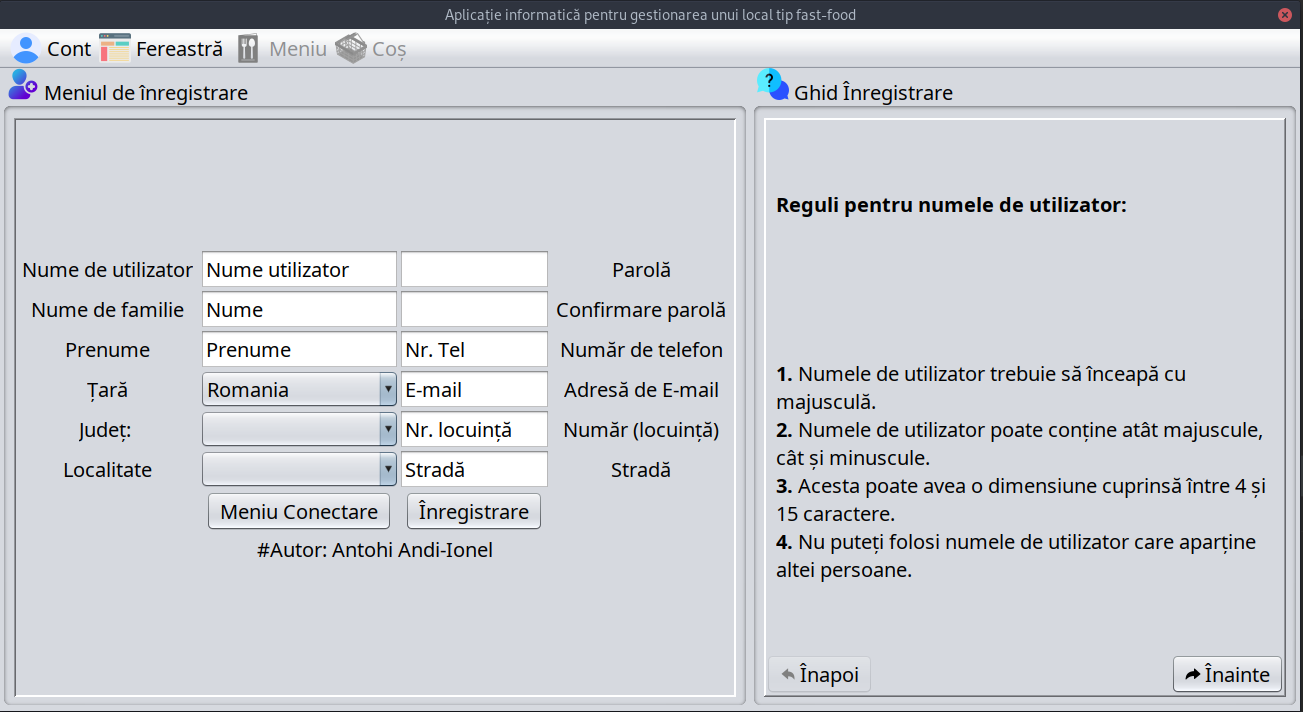 Aplicație informatică pentru gestionarea unui local tip fast-food
Cont Fereastră Meniu Coș
Meniul de înregistrare
Nume de utilizator Nume utilizator Parolă
Nume de familie Nume Confirmare parolă
Prenume Prenume Nr. Tel Număr de telefon
Țară Romania E-mail Adresă de E-mail
Județ: Nr. locuință Număr (locuință)
Localitate Stradă Stradă
Meniu Conectare Înregistrare
#Autor: Antohi Andi-Ionel
Ghid Înregistrare
Reguli pentru numele de utilizator:
1. Numele de utilizator trebuie să înceapă cu
majusculă.
2. Numele de utilizator poate conține atât majuscule,
cât și minuscule.
3. Acesta poate avea o dimensiune cuprinsă între 4 și
15 caractere.
4. Nu puteți folosi numele de utilizator care aparține
altei persoane.
Înapoi Înainte